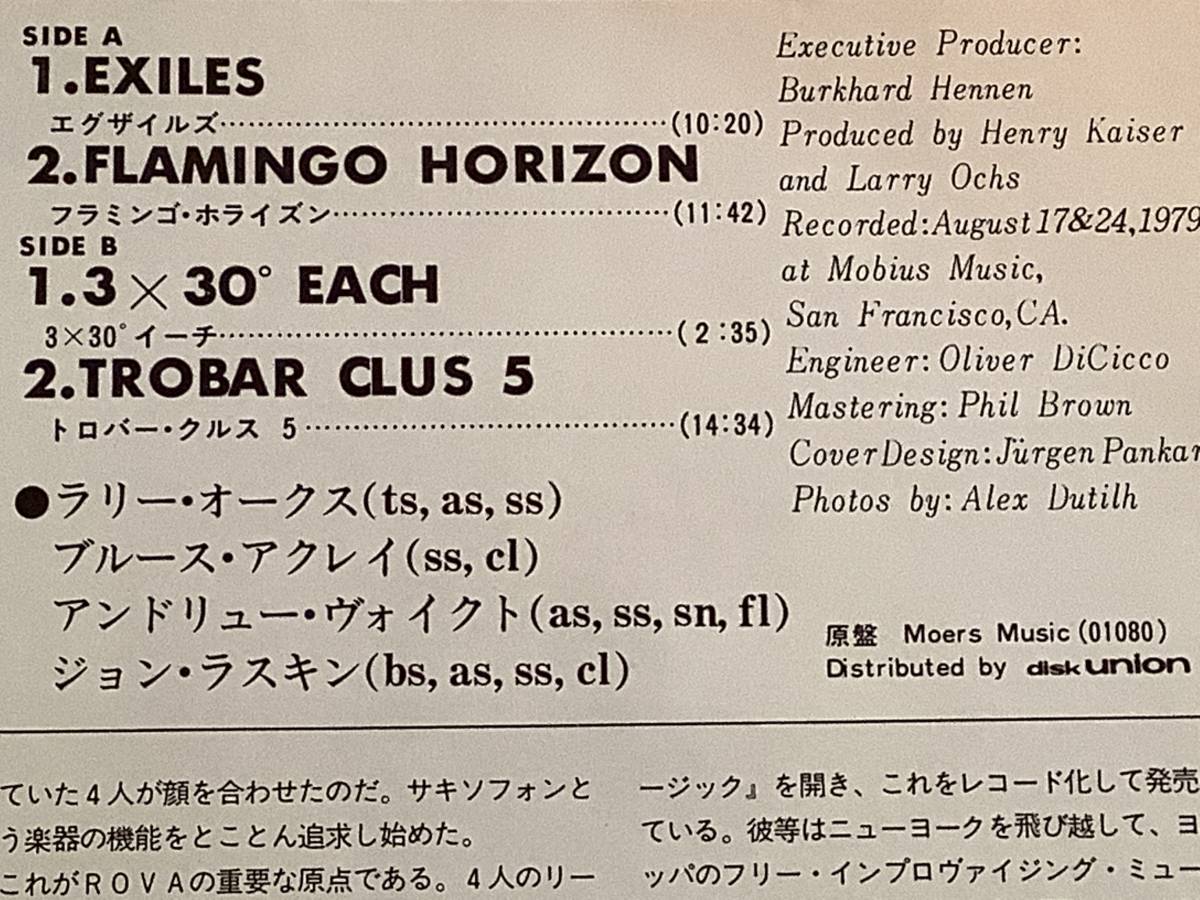 SIDE A
1.EXILES
エグザイルズ……………………………………(10:20)
2.FLAMINGO HORIZON
フラミンゴ・ホライズン…………………………(11:42)
SIDE B
1.3×30° EACH
3×30°イーチ……………………………………(2:35)
2.TROBAR CLUS 5
トロバー・クルス 5………………………………(14:34)
●ラリー・オークス(ts, as, ss)
ブルース・アクレイ(ss, cl)
アンドリュー・ヴォイクト(as, ss, sn, fl)
ジョン・ラスキン(bs, as, ss, cl)
Executive Producer:
Burkhard Hennen
Produced by Henry Kaiser
and Larry Ochs
Recorded:August 17&24,1979
at Mobius Music,
San Francisco,CA.
Engineer:Oliver DiCicco
Mastering:Phil Brown
Cover Design:Jürgen Pankar
Photos by:Alex Dutilh
原盤 Moers Music(01080)
Distributed by disk union
ていた4人が顔を合わせたのだ。サキソフォンと
う楽器の機能をとことん追求し始めた。
これがROVAの重要な原点である。4人のリー
ージック』を開き、これをレコード化して発売
ている。彼等はニューヨークを飛び越して、ヨ
ッパのフリー・インプロヴァイジング・ミュー